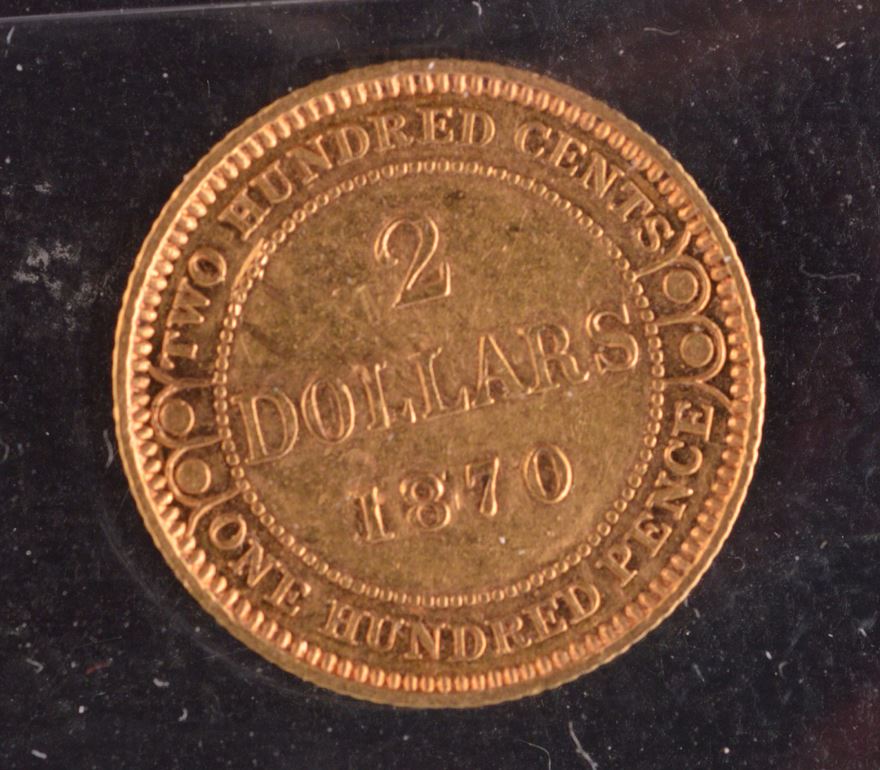 TWO HUNDRED CENTS
2
DOLLARS
1870
ONE HUNDRED PENCE